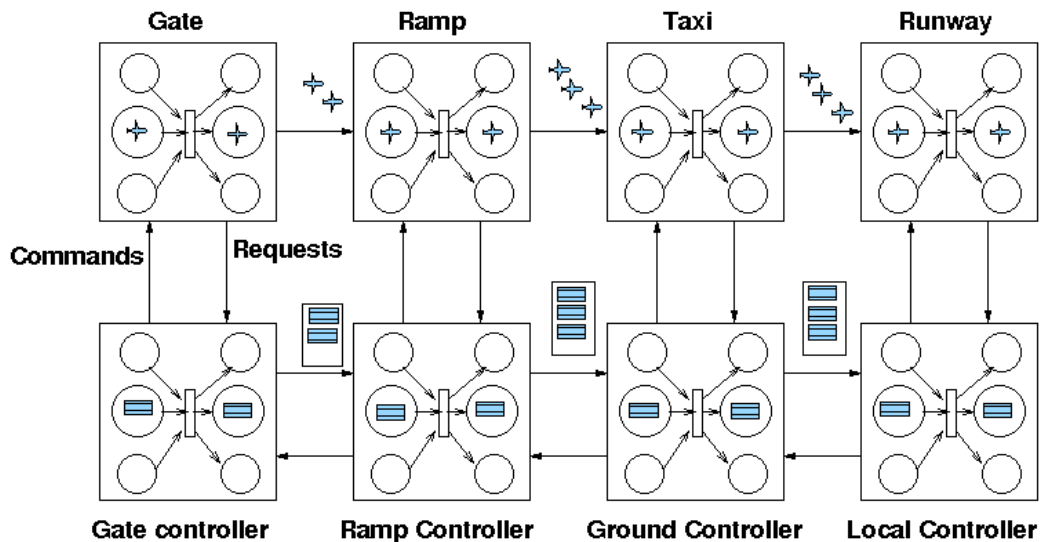 Gate
Ramp
Taxi
Runway
Commands
Requests
Gate controller
Ramp Controller
Ground Controller
Local Controller